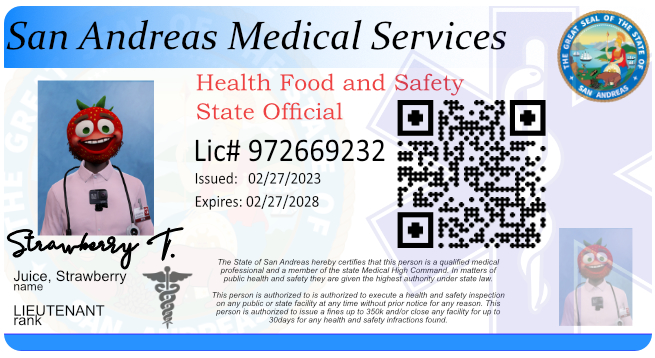 San Andreas Medical Services
THE GREAT SEAL OF THE STATE OF
SAN ANDREAS
Health Food and Safety
State Official
Lic# 972669232
Issued: 02/27/2023
Expires: 02/27/2028
Strawberry T.
Juice, Strawberry
name
LIEUTENANT
rank
The State of San Andreas hereby certifies that this person is a qualified medical
professional and a member of the state Medical High Command. In matters of
public health and safety they are given the highest authority under state law.
This person is authorized to is authorized to execute a health and safety inspection
on any public or state facility at any time without prior notice for any reason. This
person is authorized to issue a fines up to 350k and/or close any facility for up to
30days for any health and safety infractions found.